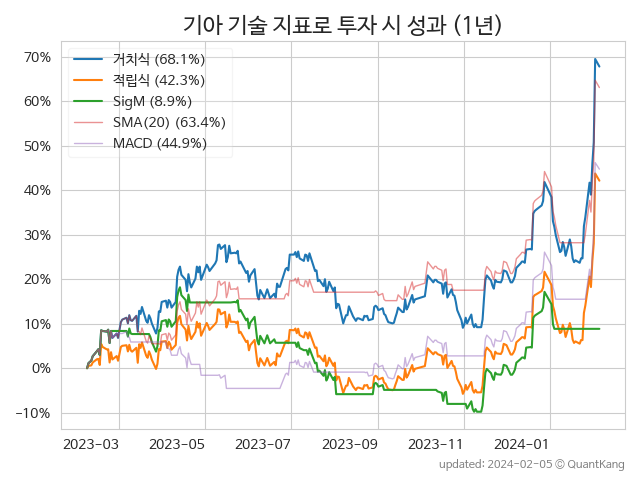 기아 기술 지표로 투자 시 성과 (1년)
거치식 (68.1%)
적립식 (42.3%)
SigM (8.9%)
SMA(20) (63.4%)
MACD (44.9%)
70%
60%
50%
40%
30%
20%
10%
0%
−10%
2023-03 2023-05 2023-07 2023-09 2023-11 2024-01
updated: 2024-02-05 © QuantKang